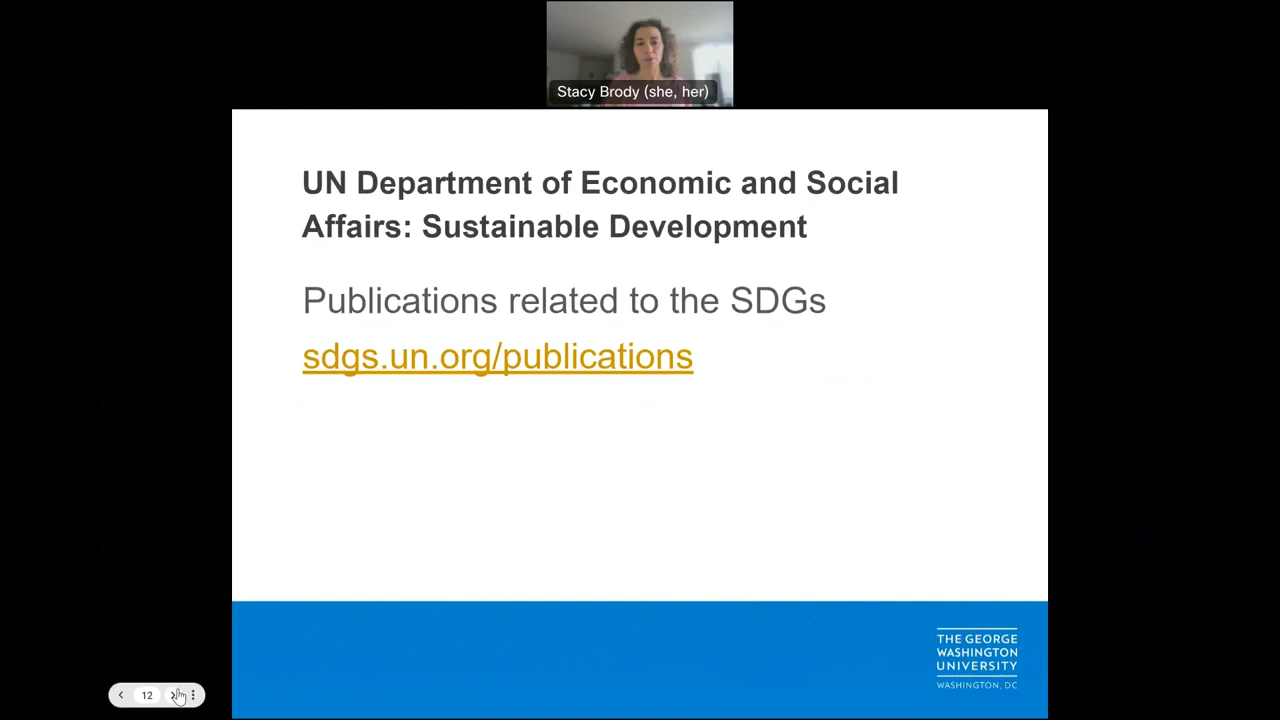 Stacy Brody (she, her)
UN Department of Economic and Social
Affairs: Sustainable Development
Publications related to the SDGs
sdgs.un.org/publications
THE GEORGE
WASHINGTON
UNIVERSITY
WASHINGTON, DC
12